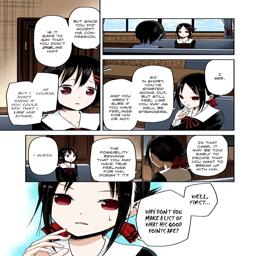 BUT SINCE
YOU DID
ACCEPT
HIS CON-
FESSION,
IS IT
SAFE TO
SAY THAT
YOU DON'T
DISLIKE
HIM?
OF
COURSE.
BUT I
DON'T
KNOW IF
YOU COULD
SAY THAT I
LIKE HIM,
EITHER.
I SEE.
SO
IN SHORT,
YOU'VE
STARTED
GOING OUT,
BUT STILL
FEEL LIKE
YOU MAY AS
WELL BE
STRANGERS,
AND YOU
AREN'T
SURE IF
YOU HAVE
FEELINGS
FOR HIM
OR NOT.
IN THAT
CASE, IT
MAY BE TOO
EARLY TO
DECIDE THAT
YOU WANT TO
BREAK UP
WITH HIM.
THE
POSSIBILITY
REMAINS
THAT YOU
MAY HAVE
TRUE
FEELINGS
FOR HIM,
DOESN'T IT?
I GUESS.
WELL,
FIRST...
WHY DON'T YOU
MAKE A LIST
OF WHAT
HIS GOOD
POINTS ARE?